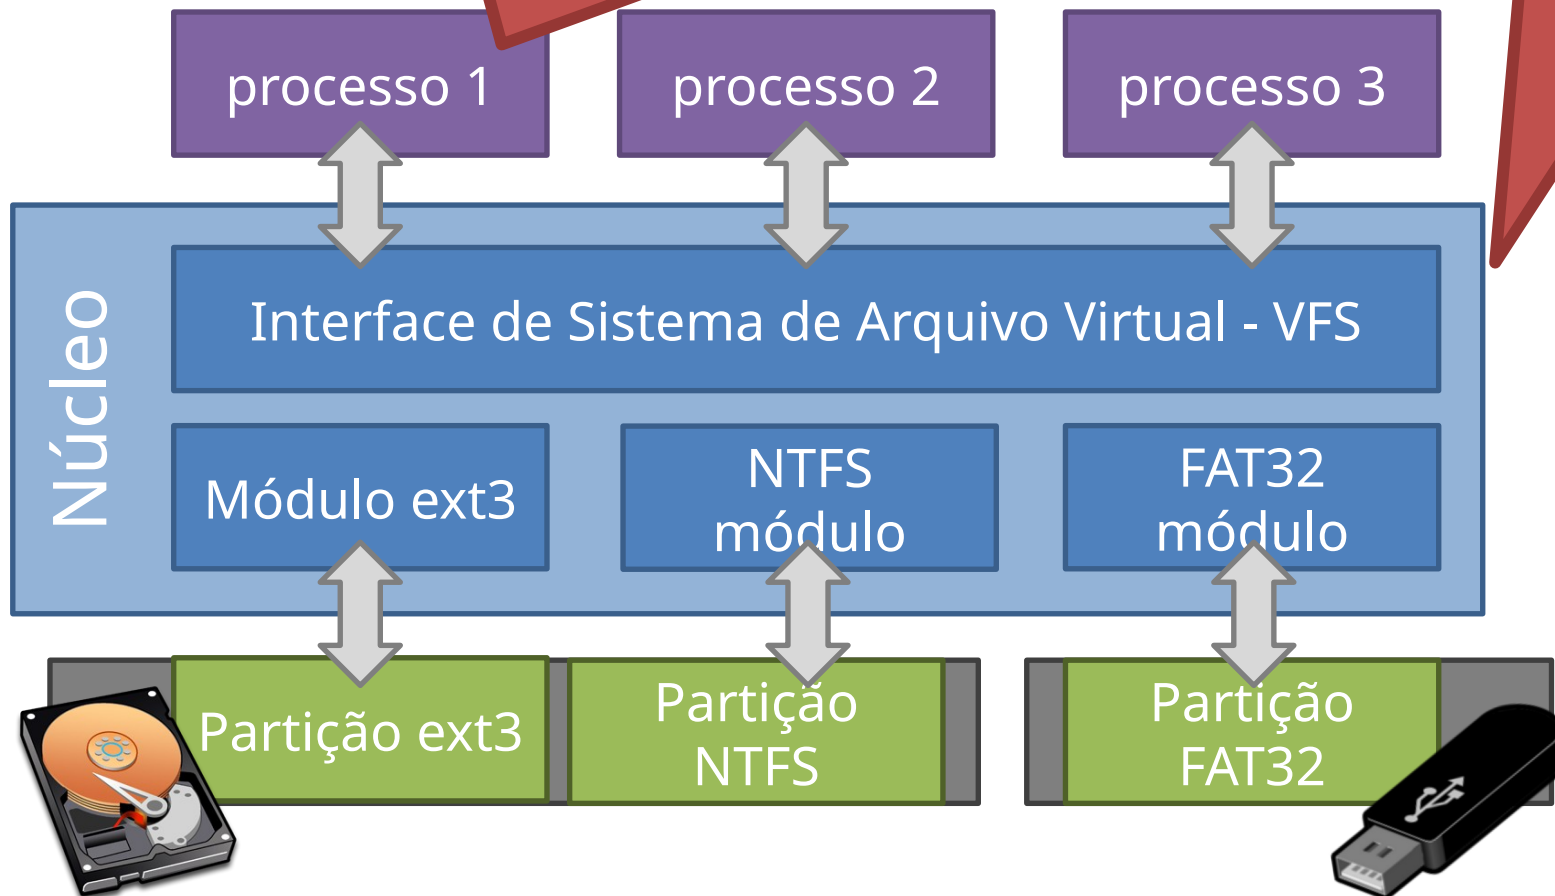 processo 1
processo 2
processo 3
Núcleo
Interface de Sistema de Arquivo Virtual - VFS
Módulo ext3
NTFS
módulo
FAT32
módulo
Partição ext3
Partição
NTFS
Partição
FAT32